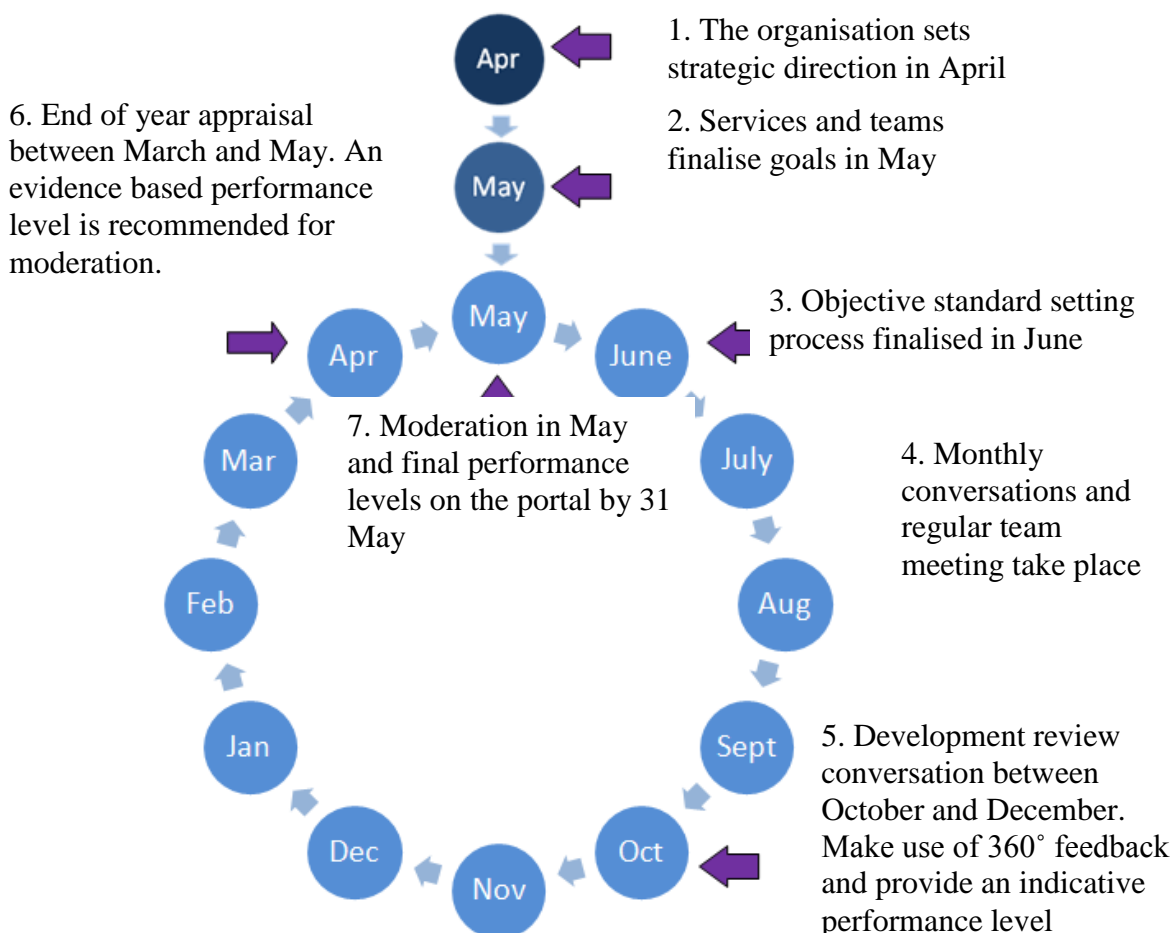 Apr
1. The organisation sets
strategic direction in April
6. End of year appraisal
between March and May. An
evidence based performance
level is recommended for
moderation.
2. Services and teams
finalise goals in May
May
May
3. Objective standard setting
process finalised in June
Apr
June
7. Moderation in May
and final performance
levels on the portal by 31
May
Mar
July
4. Monthly
conversations and
regular team
meeting take place
Feb
Aug
Jan
Sept
5. Development review
conversation between
October and December.
Make use of 360˚ feedback
and provide an indicative
performance level
Dec
Oct
Nov